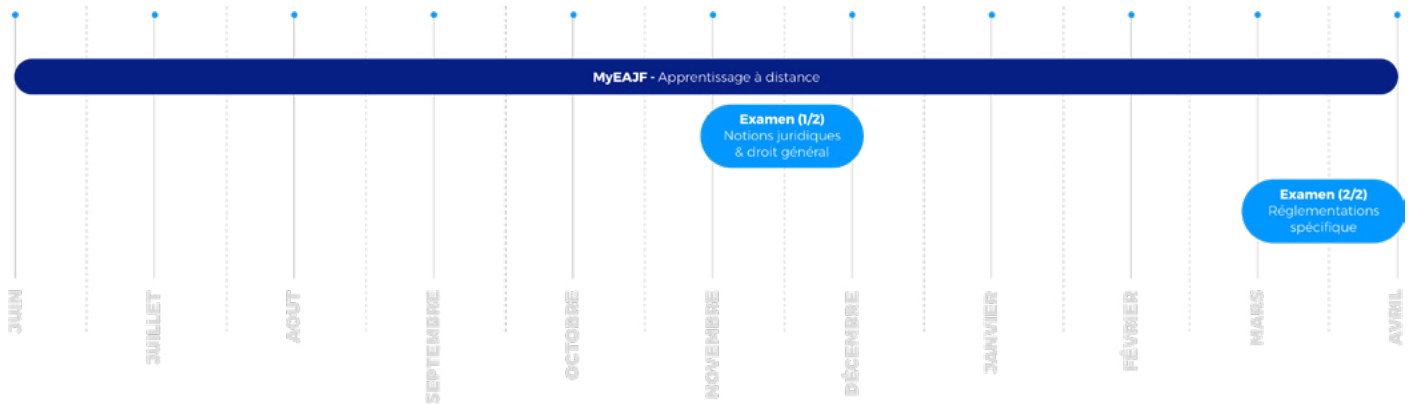 MyEAJF - Apprentissage à distance
Examen (1/2)
Notions juridiques
& droit général
Examen (2/2)
Réglementations
spécifique
JUIN
JUILLET
AOUT
SEPTEMBRE
OCTOBRE
NOVEMBRE
DÉCENBRE
JANVIER
FÉVRIER
MARS
AVRIL